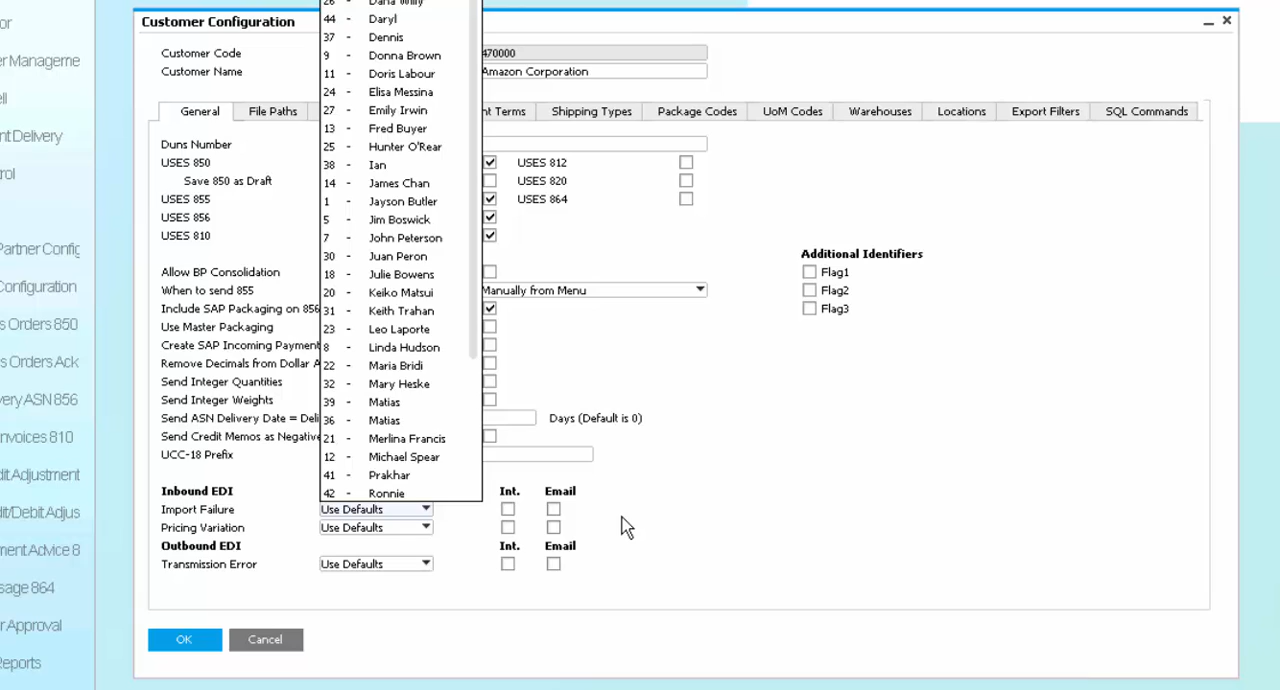 Customer Configuration
Customer Code 470000
Customer Name Amazon Corporation
General File Paths nt Terms Shipping Types Package Codes UoM Codes Warehouses Locations Export Filters SQL Commands
Duns Number
USES 850 USES 812
Save 850 as Draft USES 820
USES 855 USES 864
USES 856
USES 810
Additional Identifiers
Flag1
Flag2
Flag3
Allow BP Consolidation
When to send 855 Manually from Menu
Include SAP Packaging on 856
Use Master Packaging
Create SAP Incoming Payment
Remove Decimals from Dollar A
Send Integer Quantities
Send Integer Weights
Send ASN Delivery Date = Deli Days (Default is 0)
Send Credit Memos as Negative
UCC-18 Prefix
26 - Dana Willy
44 - Daryl
37 - Dennis
9 - Donna Brown
11 - Doris Labour
24 - Elisa Messina
27 - Emily Irwin
13 - Fred Buyer
25 - Hunter O'Rear
38 - Ian
14 - James Chan
1 - Jayson Butler
5 - Jim Boswick
7 - John Peterson
30 - Juan Peron
18 - Julie Bowens
20 - Keiko Matsui
31 - Keith Trahan
23 - Leo Laporte
8 - Linda Hudson
22 - Maria Bridi
32 - Mary Heske
39 - Matias
36 - Matias
21 - Merlina Francis
12 - Michael Spear
41 - Prakhar
42 - Ronnie
Inbound EDI Int. Email
Import Failure Use Defaults
Pricing Variation Use Defaults
Outbound EDI Int. Email
Transmission Error Use Defaults
OK Cancel
or
er Manageme
ell
nt Delivery
rol
Partner Config
Configuration
s Orders 850
s Orders Ack
very ASN 856
nvoices 810
dit Adjustment
dit/Debit Adjus
ment Advice 8
sage 864
r Approval
Reports